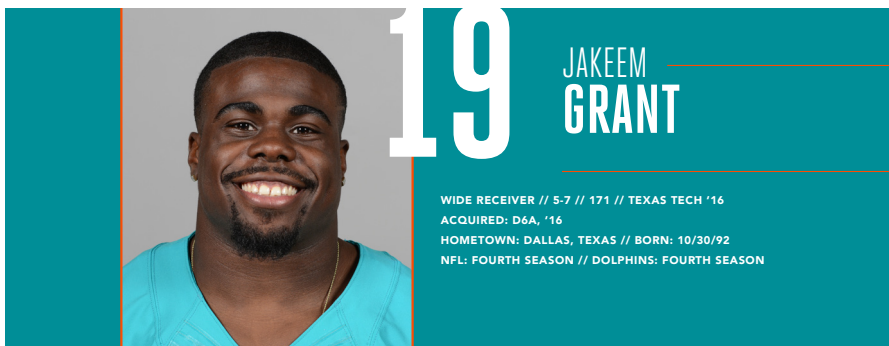 19
JAKEEM
GRANT
WIDE RECEIVER // 5-7 // 171 // TEXAS TECH ’16
ACQUIRED: D6A, ’16
HOMETOWN: DALLAS, TEXAS // BORN: 10/30/92
NFL: FOURTH SEASON // DOLPHINS: FOURTH SEASON